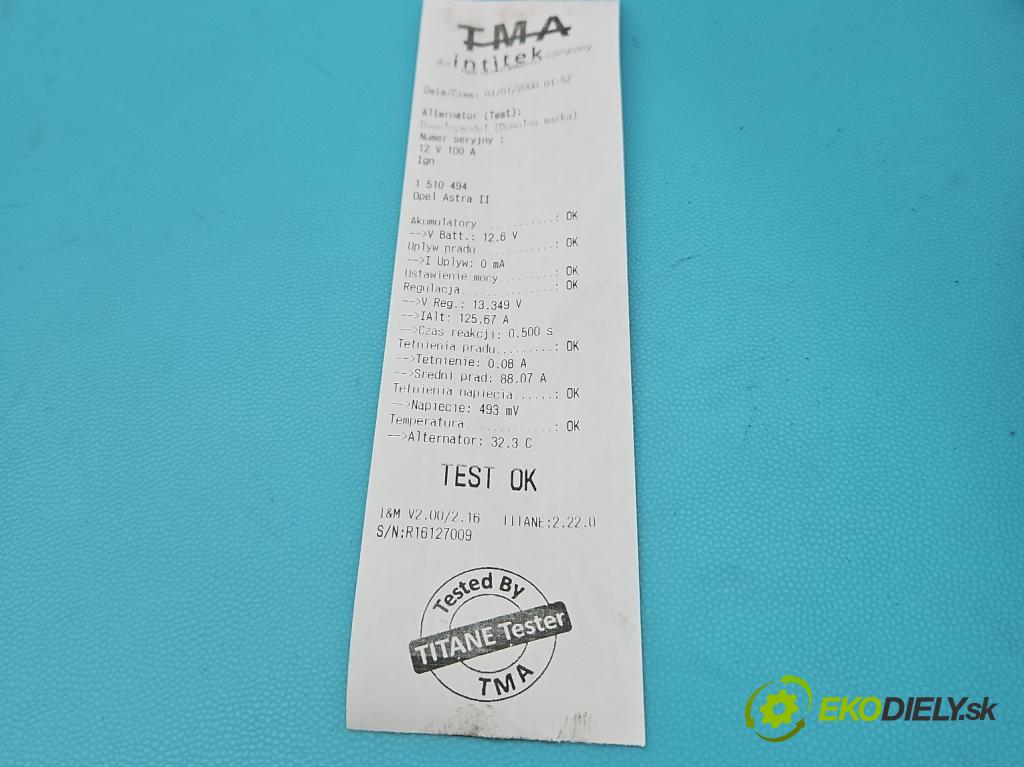 TMA
An intitek company
Data/Czas: 01/01/2000 01:52
Alternator (Test):
(Dowolna marka)
Numer seryjny :
12 V 100 A
Ign
1 510 494
Opel Astra II
Akumulatory..............: OK
-->V Batt.: 12.6 V
Uplyw pradu..............: OK
-->I Uplyw: 0 mA
Ustawienie mocy.........: OK
Regulacja...............: OK
-->V Reg.: 13.349 V
-->IAlt: 125.67 A
-->Czas reakcji: 0.500 s
Tetnienia pradu.........: OK
-->Tetnienie: 0.08 A
-->Sredni prad: 88.07 A
Tetnienia napiecia......: OK
-->Napiecie: 493 mV
Temperatura.............: OK
-->Alternator: 32.3 C
TEST OK
I&M V2.00/2.16 TITANE:2.22.0
S/N:R16127009
Tested By
TITANE Tester
TMA
EKODIELY.sk